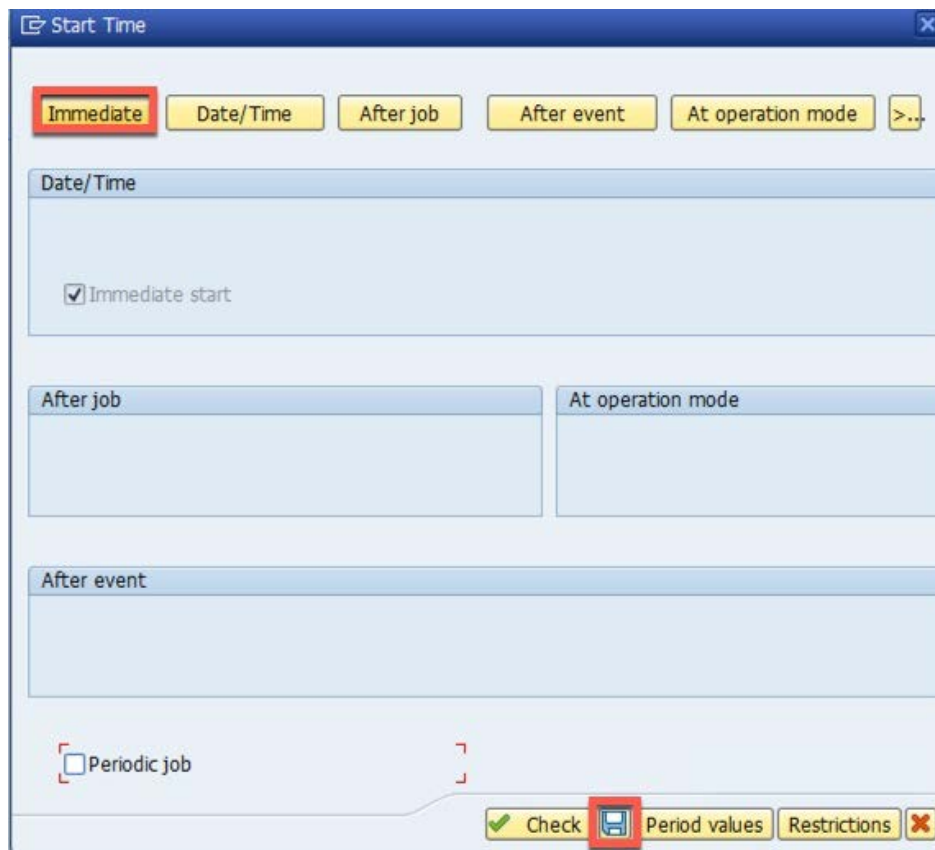 Start Time
Immediate Date/Time After job After event At operation mode >...
Date/Time
Immediate start
After job At operation mode
After event
Periodic job
Check Period values Restrictions